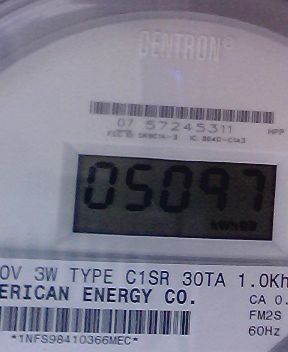 CENTRON®
07 57245311
HPP
05097
0V 3W TYPE C1SR 30TA 1.0Kh
ERICAN ENERGY CO.
CA 0.
FM2S
60Hz
*1NFS98410366MEC*